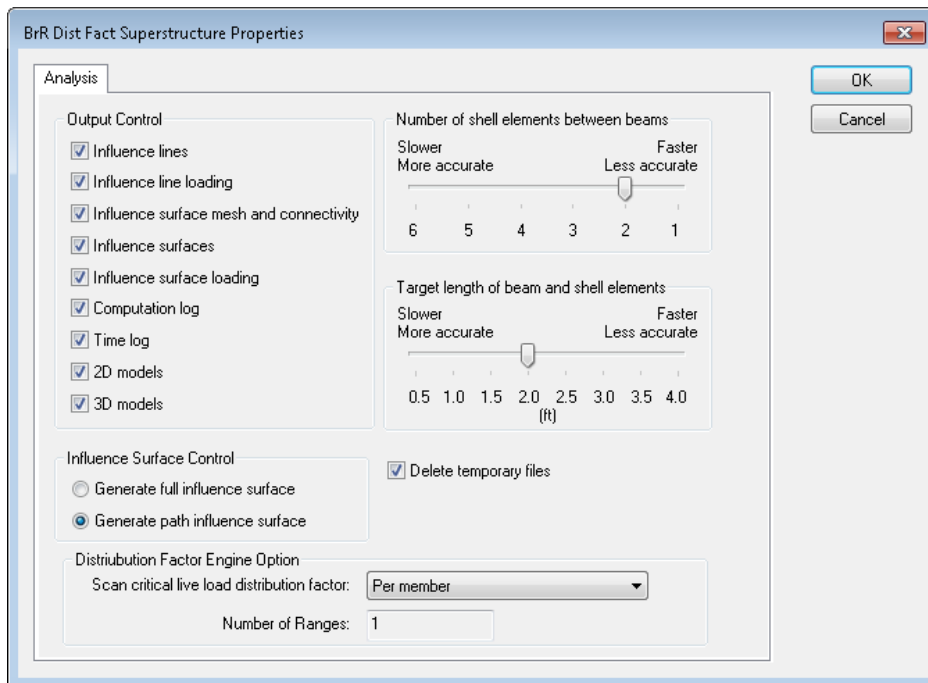 BrR Dist Fact Superstructure Properties
Analysis
OK
Cancel
Output Control
Influence lines
Influence line loading
Influence surface mesh and connectivity
Influence surfaces
Influence surface loading
Computation log
Time log
2D models
3D models
Number of shell elements between beams
Slower Faster
More accurate Less accurate
6 5 4 3 2 1
Target length of beam and shell elements
Slower Faster
More accurate Less accurate
0.5 1.0 1.5 2.0 2.5 3.0 3.5 4.0
(ft)
Influence Surface Control
Generate full influence surface
Generate path influence surface
Delete temporary files
Distriubution Factor Engine Option
Scan critical live load distribution factor: Per member
Number of Ranges: 1